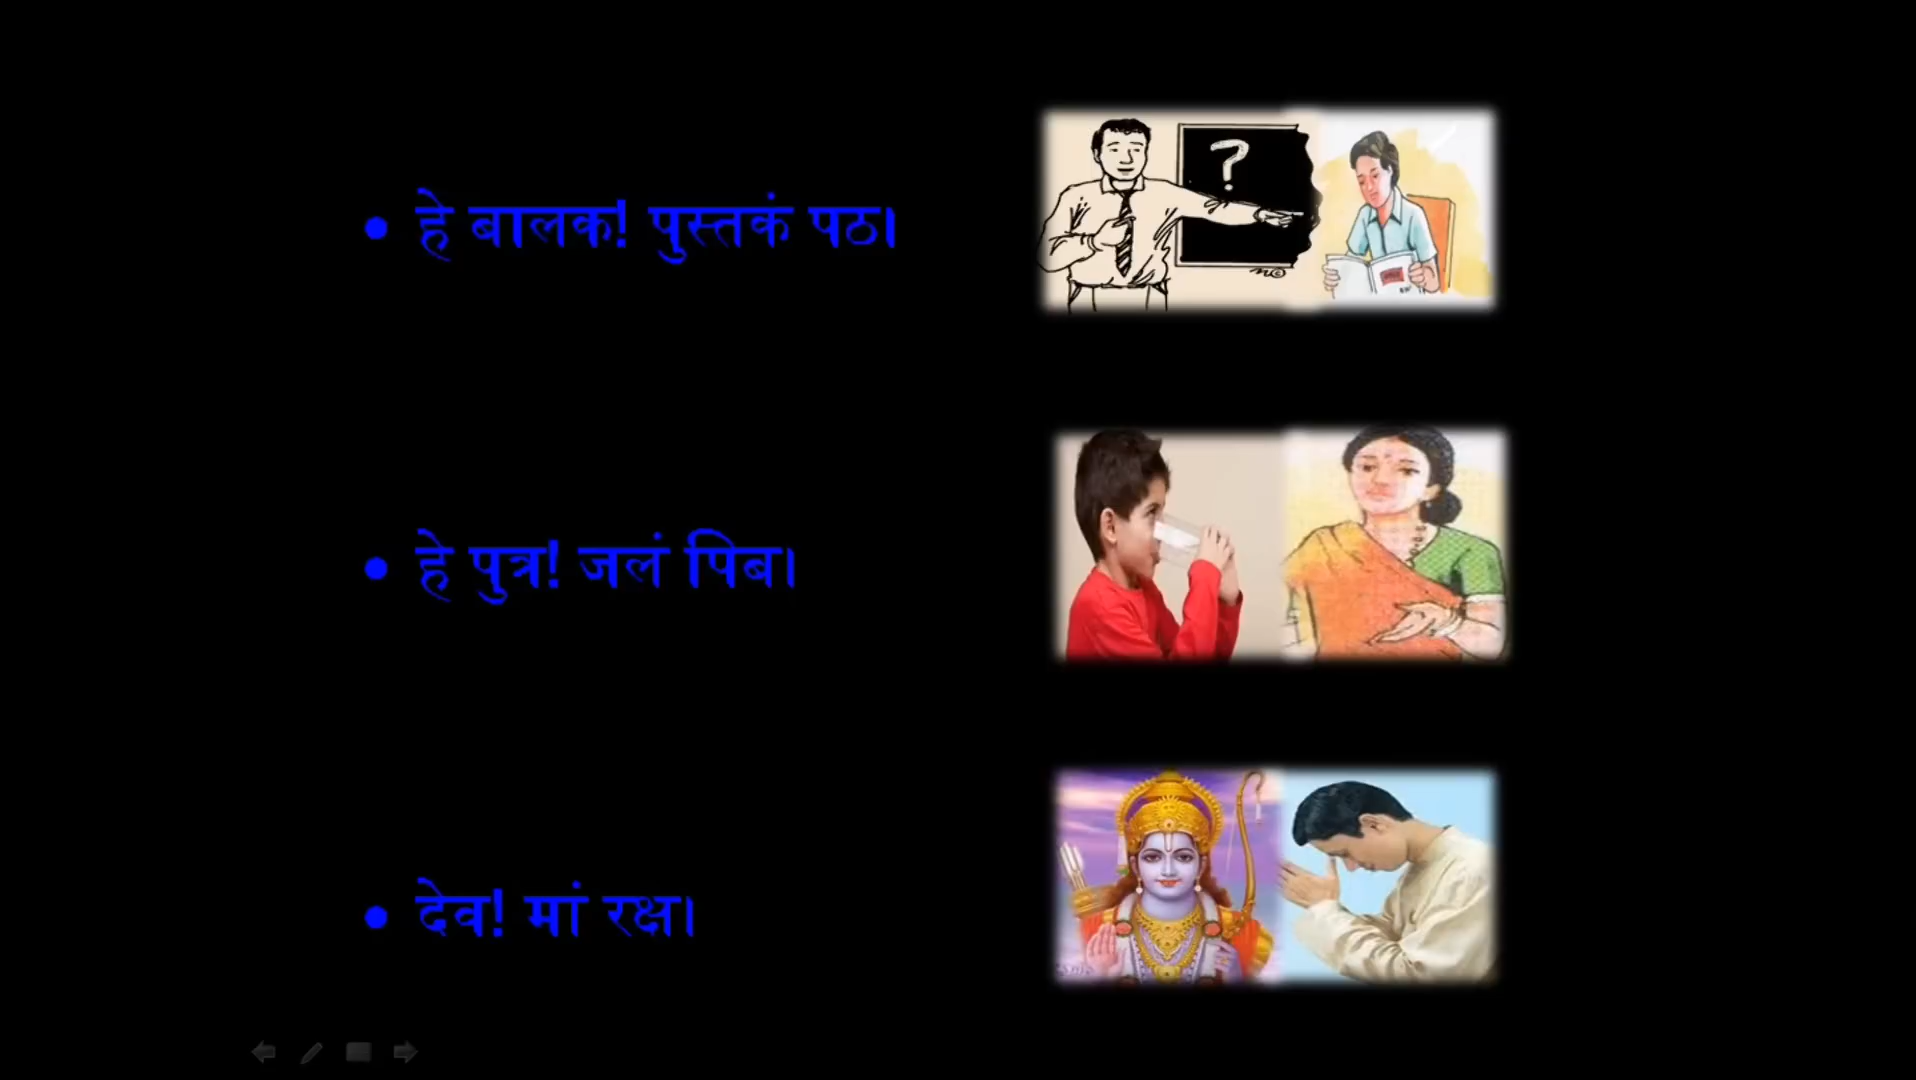 • हे बालक! पुस्तकं पठ।
?
• हे पुत्र! जलं पिब।
• देव! मां रक्ष।